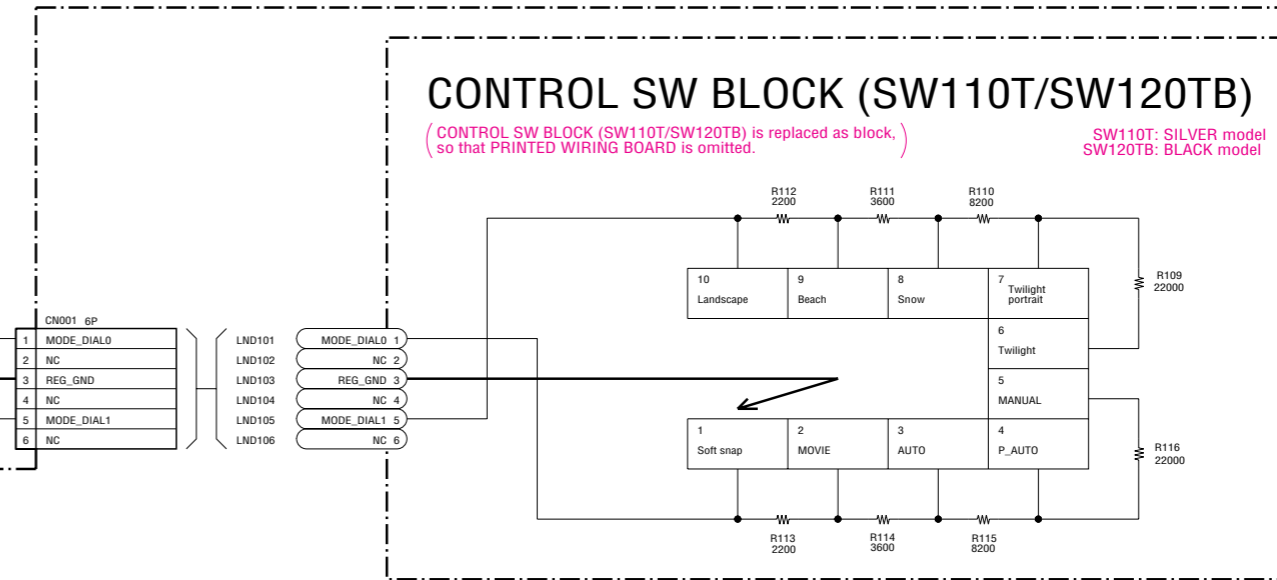 CONTROL SW BLOCK (SW110T/SW120TB)
CONTROL SW BLOCK (SW110T/SW120TB) is replaced as block,
so that PRINTED WIRING BOARD is omitted.
SW110T: SILVER model
SW120TB: BLACK model
R112
2200
R111
3600
R110
8200
R109
22000
10
Landscape
9
Beach
8
Snow
7
Twilight
portrait
6
Twilight
5
MANUAL
1
Soft snap
2
MOVIE
3
AUTO
4
P_AUTO
R116
22000
R113
2200
R114
3600
R115
8200
CN001 6P
1 MODE_DIAL0
2 NC
3 REG_GND
4 NC
5 MODE_DIAL1
6 NC
LND101 MODE_DIAL0 1
LND102 NC 2
LND103 REG_GND 3
LND104 NC 4
LND105 MODE_DIAL1 5
LND106 NC 6